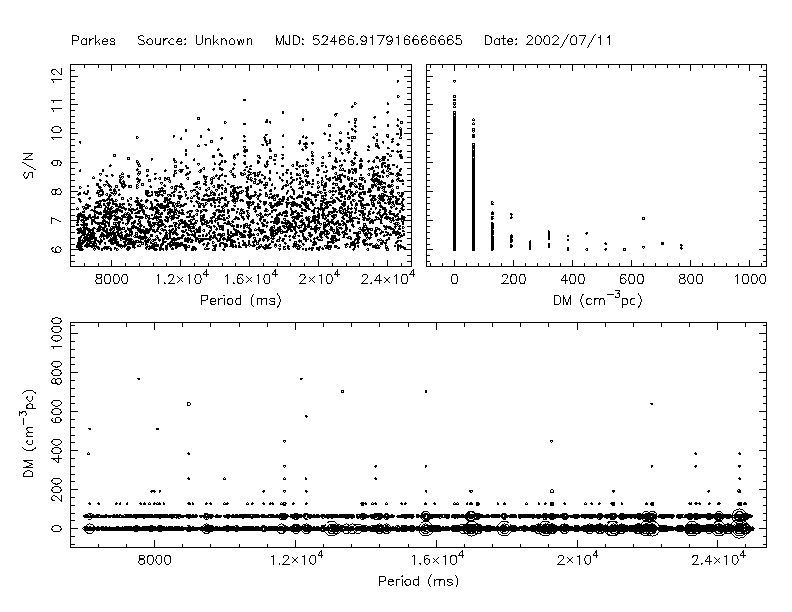 Parkes Source: Unknown MJD: 52466.917916666665 Date: 2002/07/11
S/N
6 7 8 9 10 11 12
8000 1.2×10⁴ 1.6×10⁴ 2×10⁴ 2.4×10⁴
Period (ms)
0 200 400 600 800 1000
DM (cm⁻³pc)
DM (cm⁻³pc)
0 200 400 600 800 1000
8000 1.2×10⁴ 1.6×10⁴ 2×10⁴ 2.4×10⁴
Period (ms)